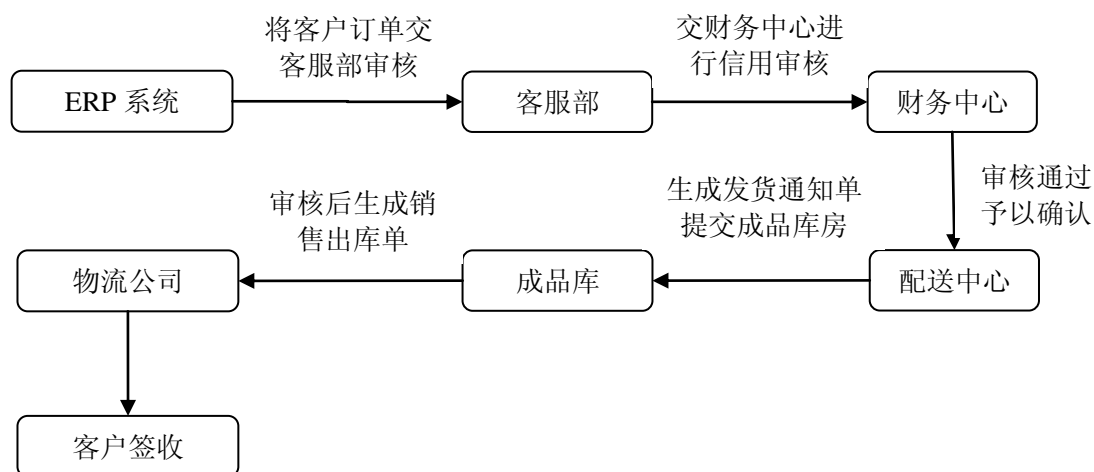 将客户订单交
客服部审核
交财务中心进
行信用审核
ERP 系统
客服部
财务中心
审核后生成销
售出库单
生成发货通知单
提交成品库房
审核通过
予以确认
物流公司
成品库
配送中心
客户签收